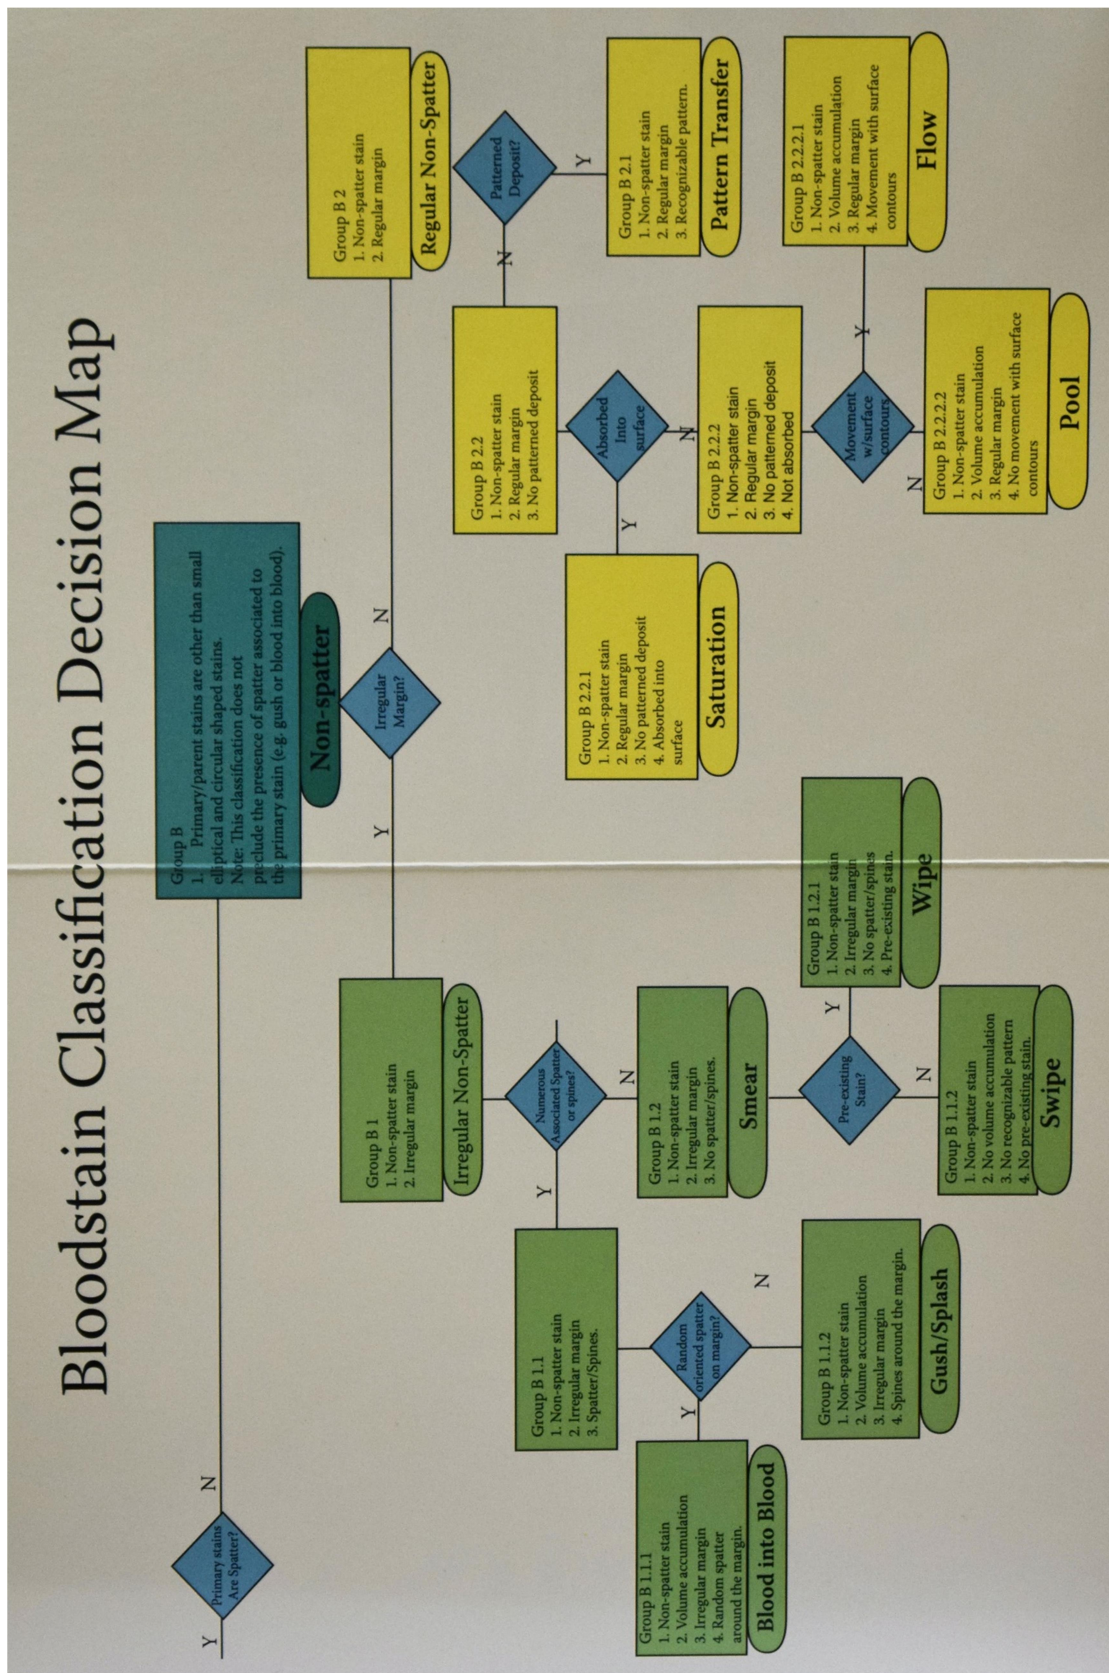 Bloodstain Classification Decision Map
Y
Primary stains
Are Spatter?
N
Group B
1. Primary/parent stains are other than small
elliptical and circular shaped stains.
Note: This classification does not
preclude the presence of spatter associated to
the primary stain (e.g. gush or blood into blood).
Non-spatter
Y
Irregular
Margin?
N
Group B 1
1. Non-spatter stain
2. Irregular margin
Irregular Non-Spatter
Y
Numerous
Associated Spatter
or spines?
N
Group B 1.1
1. Non-spatter stain
2. Irregular margin
3. Spatter/Spines.
Y
Random
oriented spatter
on margin?
N
Group B 1.1.1
1. Non-spatter stain
2. Volume accumulation
3. Irregular margin
4. Random spatter
around the margin.
Blood into Blood
Group B 1.1.2
1. Non-spatter stain
2. Volume accumulation
3. Irregular margin
4. Spines around the margin.
Gush/Splash
Group B 1.2
1. Non-spatter stain
2. Irregular margin
3. No spatter/spines.
Smear
Pre-existing
Stain?
Y
N
Group B 1.2.1
1. Non-spatter stain
2. Irregular margin
3. No spatter/spines
4. Pre-existing stain.
Wipe
Group B 1.1.2
1. Non-spatter stain
2. No volume accumulation
3. No recognizable pattern
4. No pre-existing stain.
Swipe
Group B 2
1. Non-spatter stain
2. Regular margin
Regular Non-Spatter
N
Patterned
Deposit?
Y
Group B 2.1
1. Non-spatter stain
2. Regular margin
3. Recognizable pattern.
Pattern Transfer
Group B 2.2
1. Non-spatter stain
2. Regular margin
3. No patterned deposit
Y
Absorbed
Into
surface
N
Group B 2.2.1
1. Non-spatter stain
2. Regular margin
3. No patterned deposit
4. Absorbed into
surface
Saturation
Group B 2.2.2
1. Non-spatter stain
2. Regular margin
3. No patterned deposit
4. Not absorbed
Movement
w/surface
contours
Y
N
Group B 2.2.2.1
1. Non-spatter stain
2. Volume accumulation
3. Regular margin
4. Movement with surface
contours
Flow
Group B 2.2.2.2
1. Non-spatter stain
2. Volume accumulation
3. Regular margin
4. No movement with surface
contours
Pool